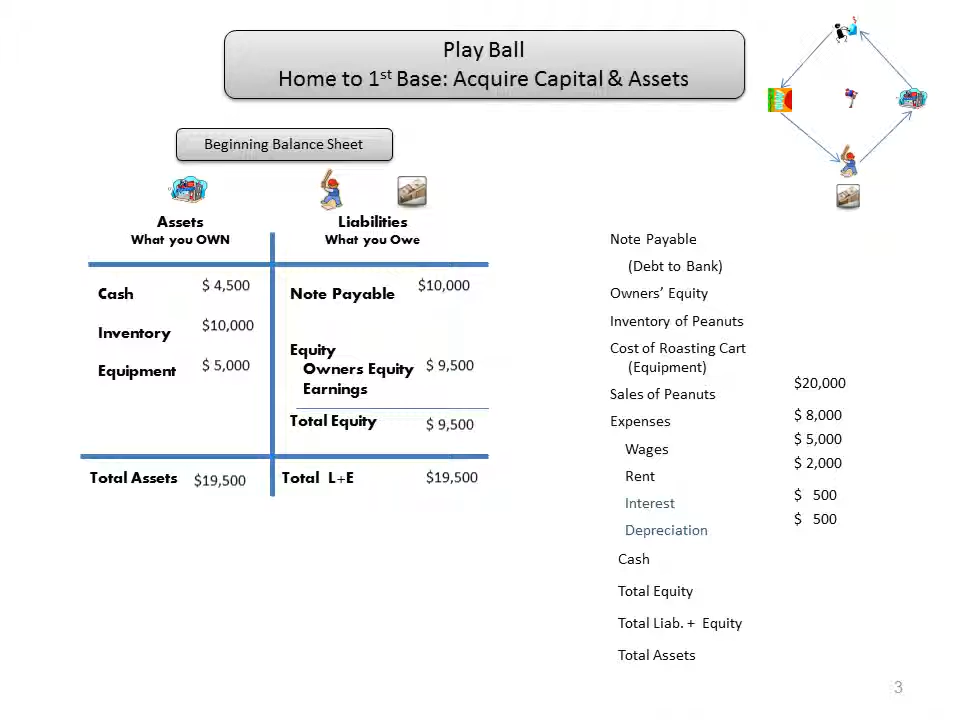 Play Ball
Home to 1st Base: Acquire Capital & Assets
Beginning Balance Sheet
Assets
What you OWN
Liabilities
What you Owe
Cash $ 4,500
Inventory $10,000
Equipment $ 5,000
Note Payable $10,000
Equity
Owners Equity $ 9,500
Earnings
Total Equity $ 9,500
Total Assets $19,500
Total L+E $19,500
Note Payable
(Debt to Bank)
Owners' Equity
Inventory of Peanuts
Cost of Roasting Cart
(Equipment)
Sales of Peanuts $20,000
Expenses $ 8,000
Wages $ 5,000
Rent $ 2,000
Interest $ 500
Depreciation $ 500
Cash
Total Equity
Total Liab. + Equity
Total Assets
3